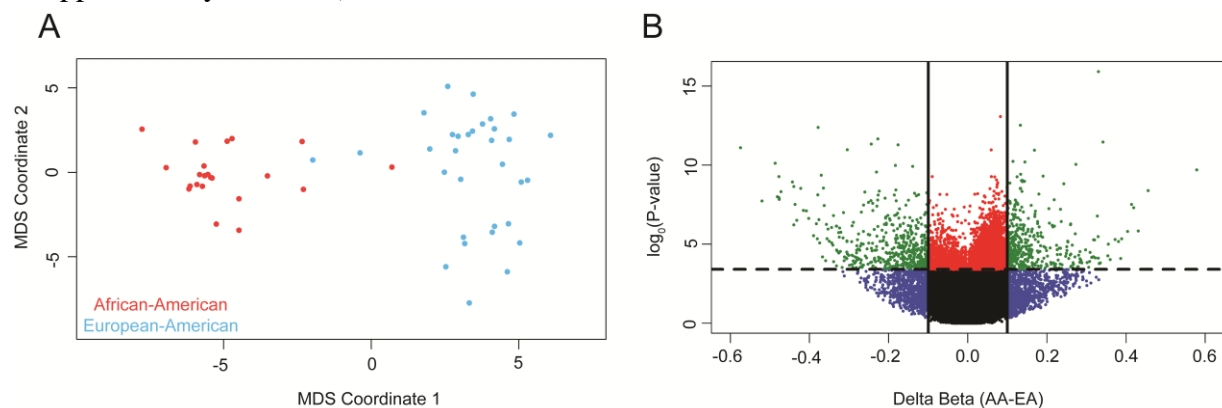 A
B
MDS Coordinate 2
5
0
-5
African-American
European-American
-5
0
5
MDS Coordinate 1
log₀(P-value)
15
10
5
0
-0.6
-0.4
-0.2
0.0
0.2
0.4
0.6
Delta Beta (AA-EA)